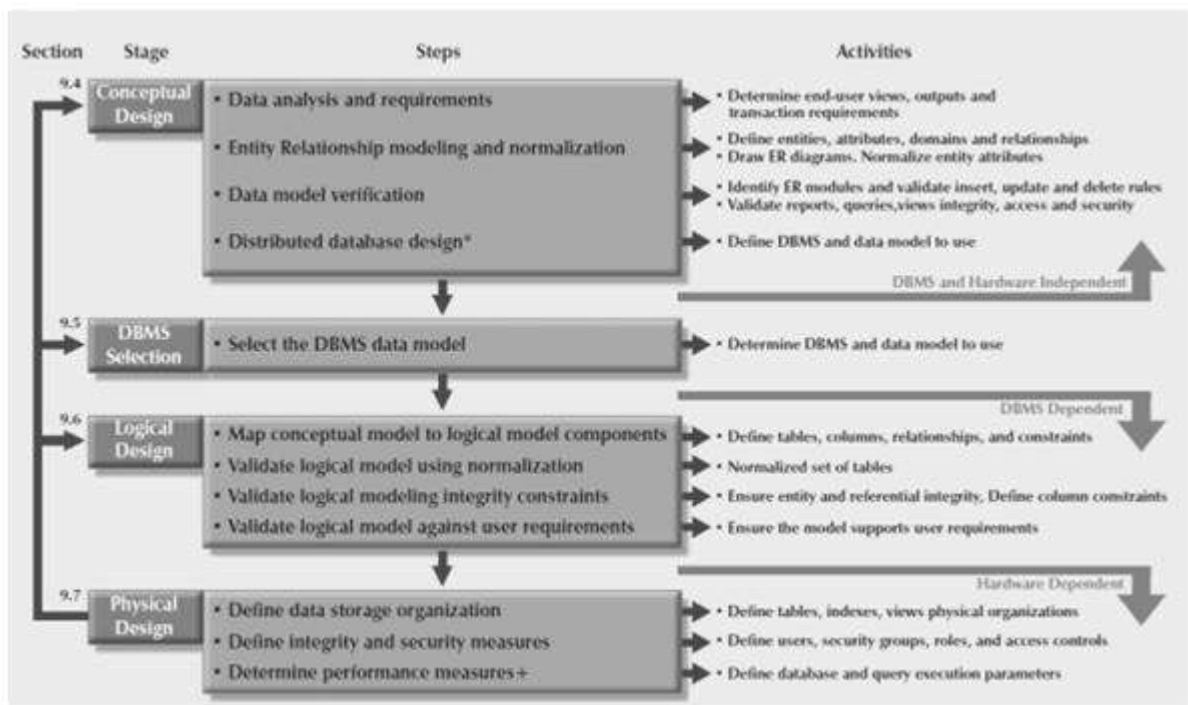 Section Stage Steps Activities
9.4
Conceptual
Design
• Data analysis and requirements
• Determine end-user views, outputs and
transaction requirements
• Entity Relationship modeling and normalization
• Define entities, attributes, domains and relationships
• Draw ER diagrams. Normalize entity attributes
• Data model verification
• Identify ER modules and validate insert, update and delete rules
• Validate reports, queries,views integrity, access and security
• Distributed database design*
• Define DBMS and data model to use
DBMS and Hardware Independent
9.5
DBMS
Selection
• Select the DBMS data model
• Determine DBMS and data model to use
DBMS Dependent
9.6
Logical
Design
• Map conceptual model to logical model components
• Define tables, columns, relationships, and constraints
• Validate logical model using normalization
• Normalized set of tables
• Validate logical modeling integrity constraints
• Ensure entity and referential integrity, Define column constraints
• Validate logical model against user requirements
• Ensure the model supports user requirements
Hardware Dependent
9.7
Physical
Design
• Define data storage organization
• Define tables, indexes, views physical organizations
• Define integrity and security measures
• Define users, security groups, roles, and access controls
• Determine performance measures+
• Define database and query execution parameters